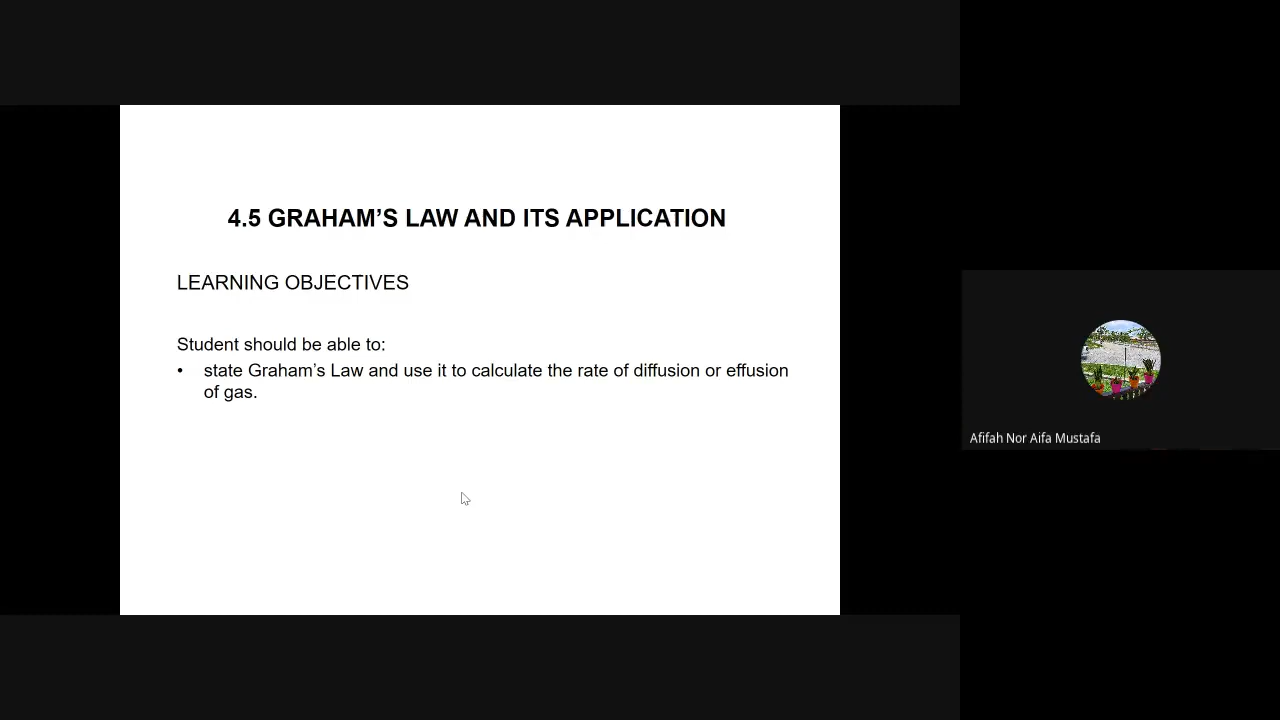 4.5 GRAHAM’S LAW AND ITS APPLICATION
LEARNING OBJECTIVES
Student should be able to:
• state Graham’s Law and use it to calculate the rate of diffusion or effusion
of gas.
Afifah Nor Aifa Mustafa